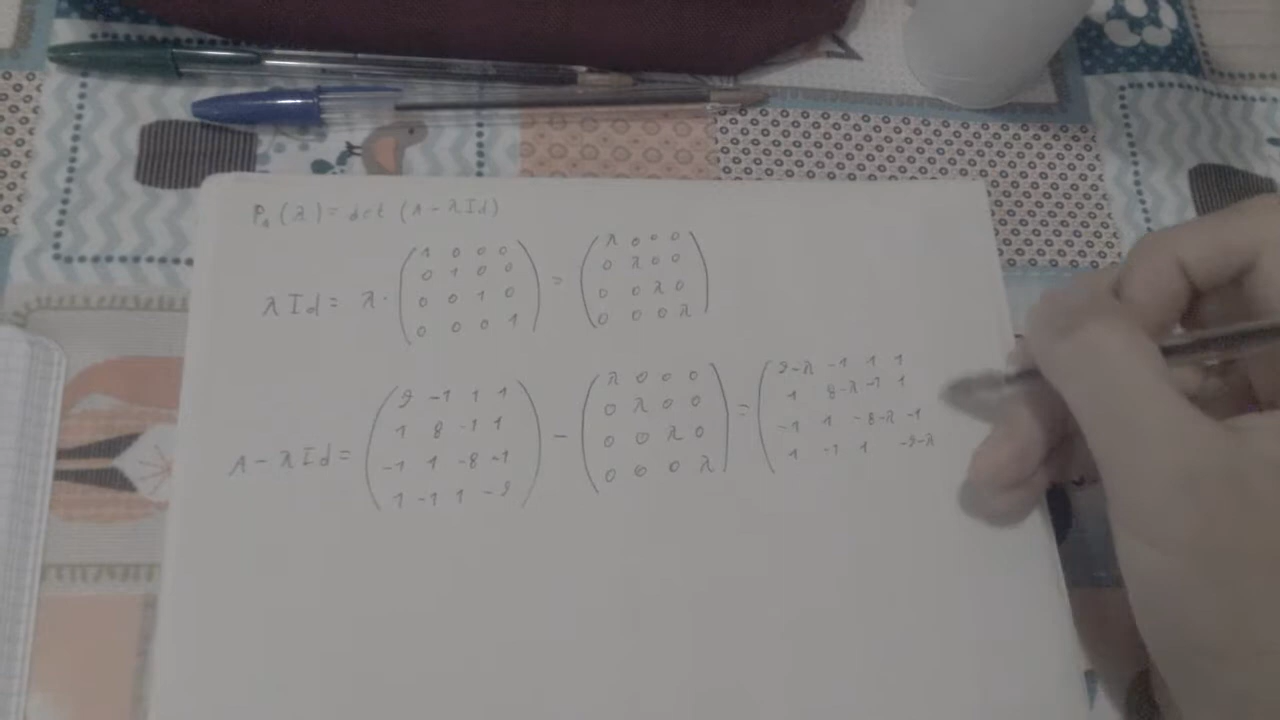 P_A(λ) = det (A - λId)
λId = λ · (1 0 0 0; 0 1 0 0; 0 0 1 0; 0 0 0 1) = (λ 0 0 0; 0 λ 0 0; 0 0 λ 0; 0 0 0 λ)
A - λId = (9 -1 1 1; 1 8 -1 1; -1 1 -8 -1; 1 -1 1 -9) - (λ 0 0 0; 0 λ 0 0; 0 0 λ 0; 0 0 0 λ) = (9-λ -1 1 1; 1 8-λ -1 1; -1 1 -8-λ -1; 1 -1 1 -9-λ)